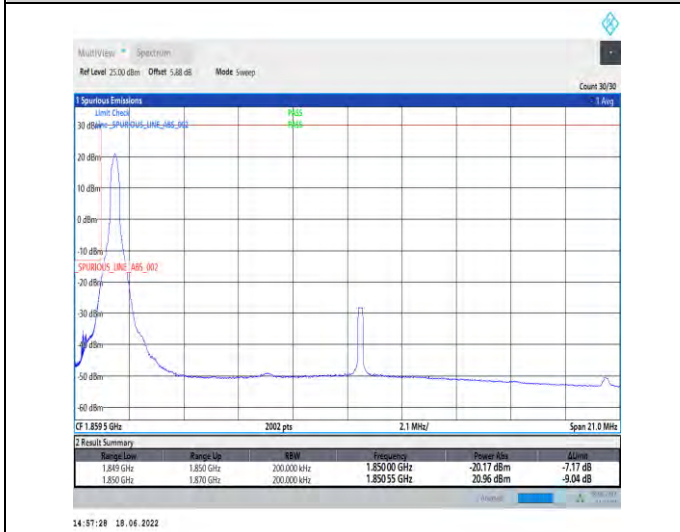 MultiView Spectrum
Ref Level 25.00 dBm Offset 5.88 dB Mode Sweep
Count 30/30
1 Spurious Emissions 1 Avg
Limit Check PASS
30 dBm Line _SPURIOUS_LINE_ABS_002 PASS
20 dBm
10 dBm
0 dBm
-10 dBm
_SPURIOUS_LINE_ABS_002
-20 dBm
-30 dBm
-40 dBm
-50 dBm
-60 dBm
CF 1.859 5 GHz 2002 pts 2.1 MHz/ Span 21.0 MHz
2 Result Summary
Range Low Range Up RBW Frequency Power Abs ΔLimit
1.849 GHz 1.850 GHz 200.000 kHz 1.850 00 GHz -20.17 dBm -7.17 dB
1.850 GHz 1.870 GHz 200.000 kHz 1.850 55 GHz 20.96 dBm -9.04 dB
14:57:28 18.06.2022